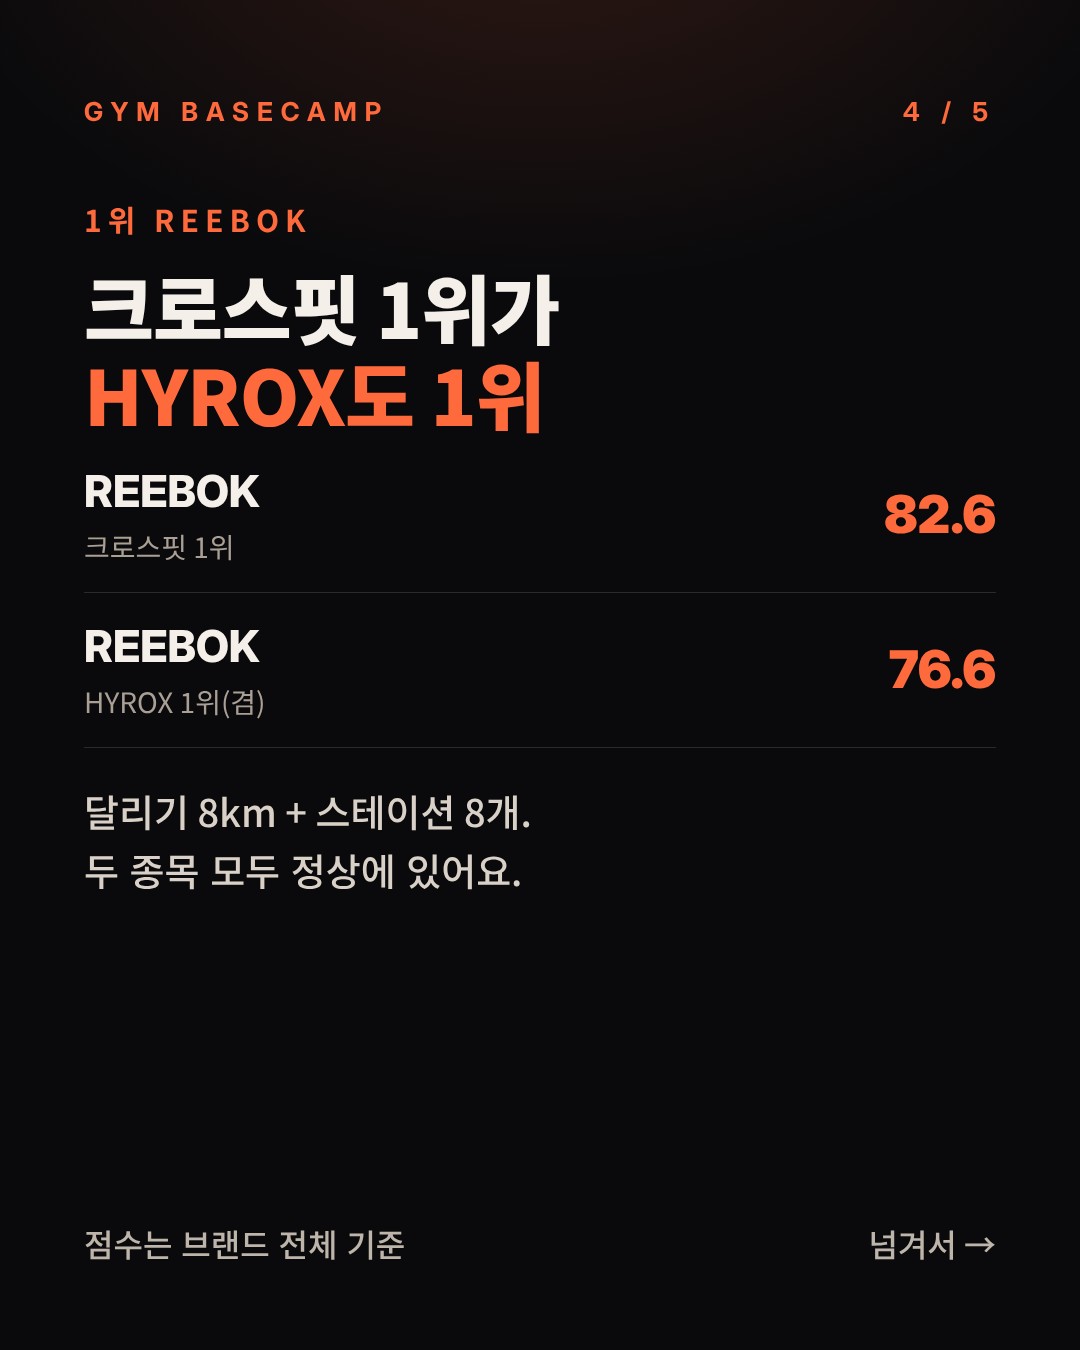 GYM BASECAMP
4 / 5
1위 REEBOK
크로스핏 1위가
HYROX도 1위
REEBOK
82.6
크로스핏 1위
REEBOK
76.6
HYROX 1위(겸)
달리기 8km + 스테이션 8개.
두 종목 모두 정상에 있어요.
점수는 브랜드 전체 기준
넘겨서 →